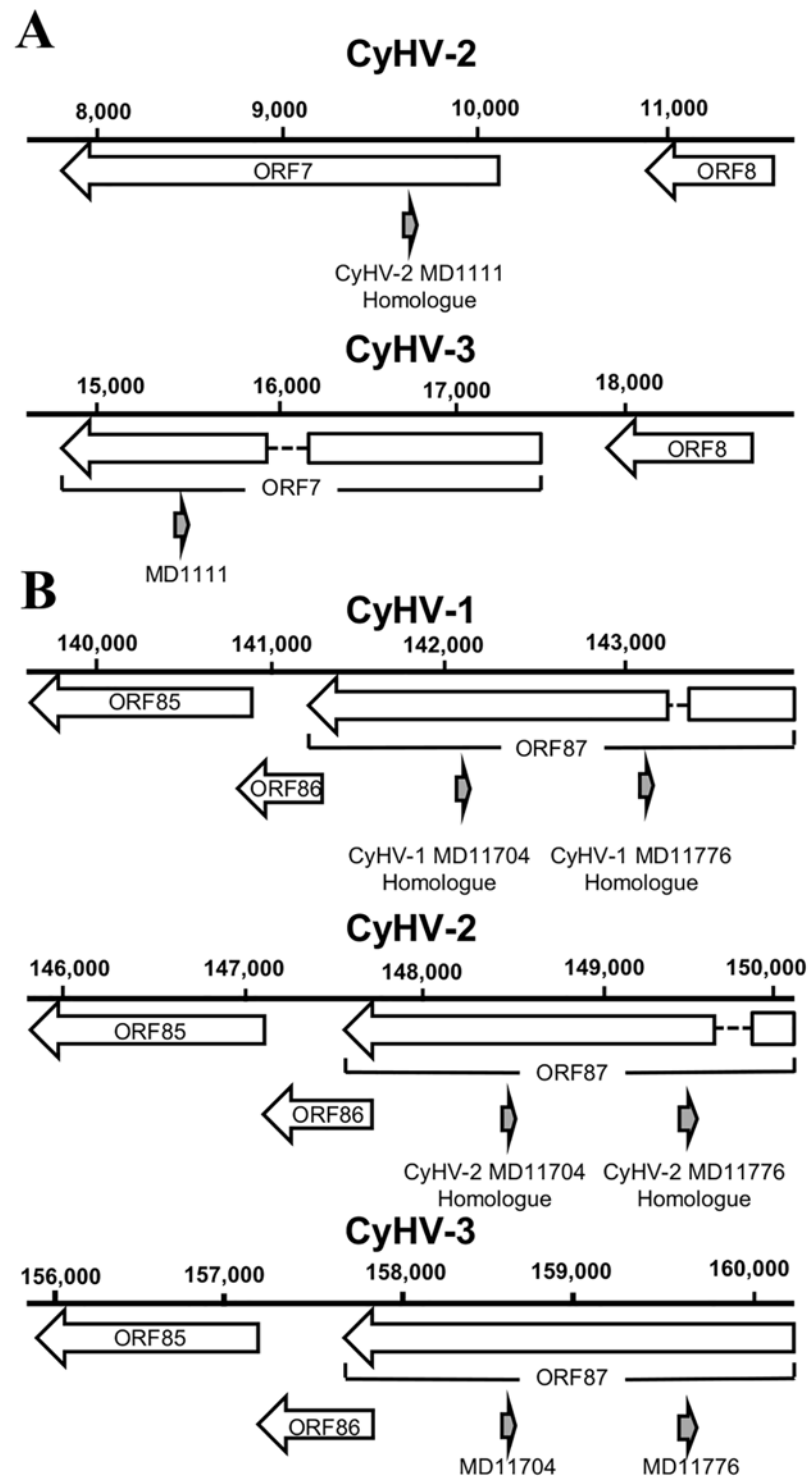 A
CyHV-2
8,000 9,000 10,000 11,000
ORF7 ORF8
CyHV-2 MD1111
Homologue
CyHV-3
15,000 16,000 17,000 18,000
ORF8
ORF7
MD1111
B
CyHV-1
140,000 141,000 142,000 143,000
ORF85
ORF87
ORF86
CyHV-1 MD11704 CyHV-1 MD11776
Homologue Homologue
CyHV-2
146,000 147,000 148,000 149,000 150,000
ORF85
ORF87
ORF86
CyHV-2 MD11704 CyHV-2 MD11776
Homologue Homologue
CyHV-3
156,000 157,000 158,000 159,000 160,000
ORF85
ORF87
ORF86
MD11704 MD11776